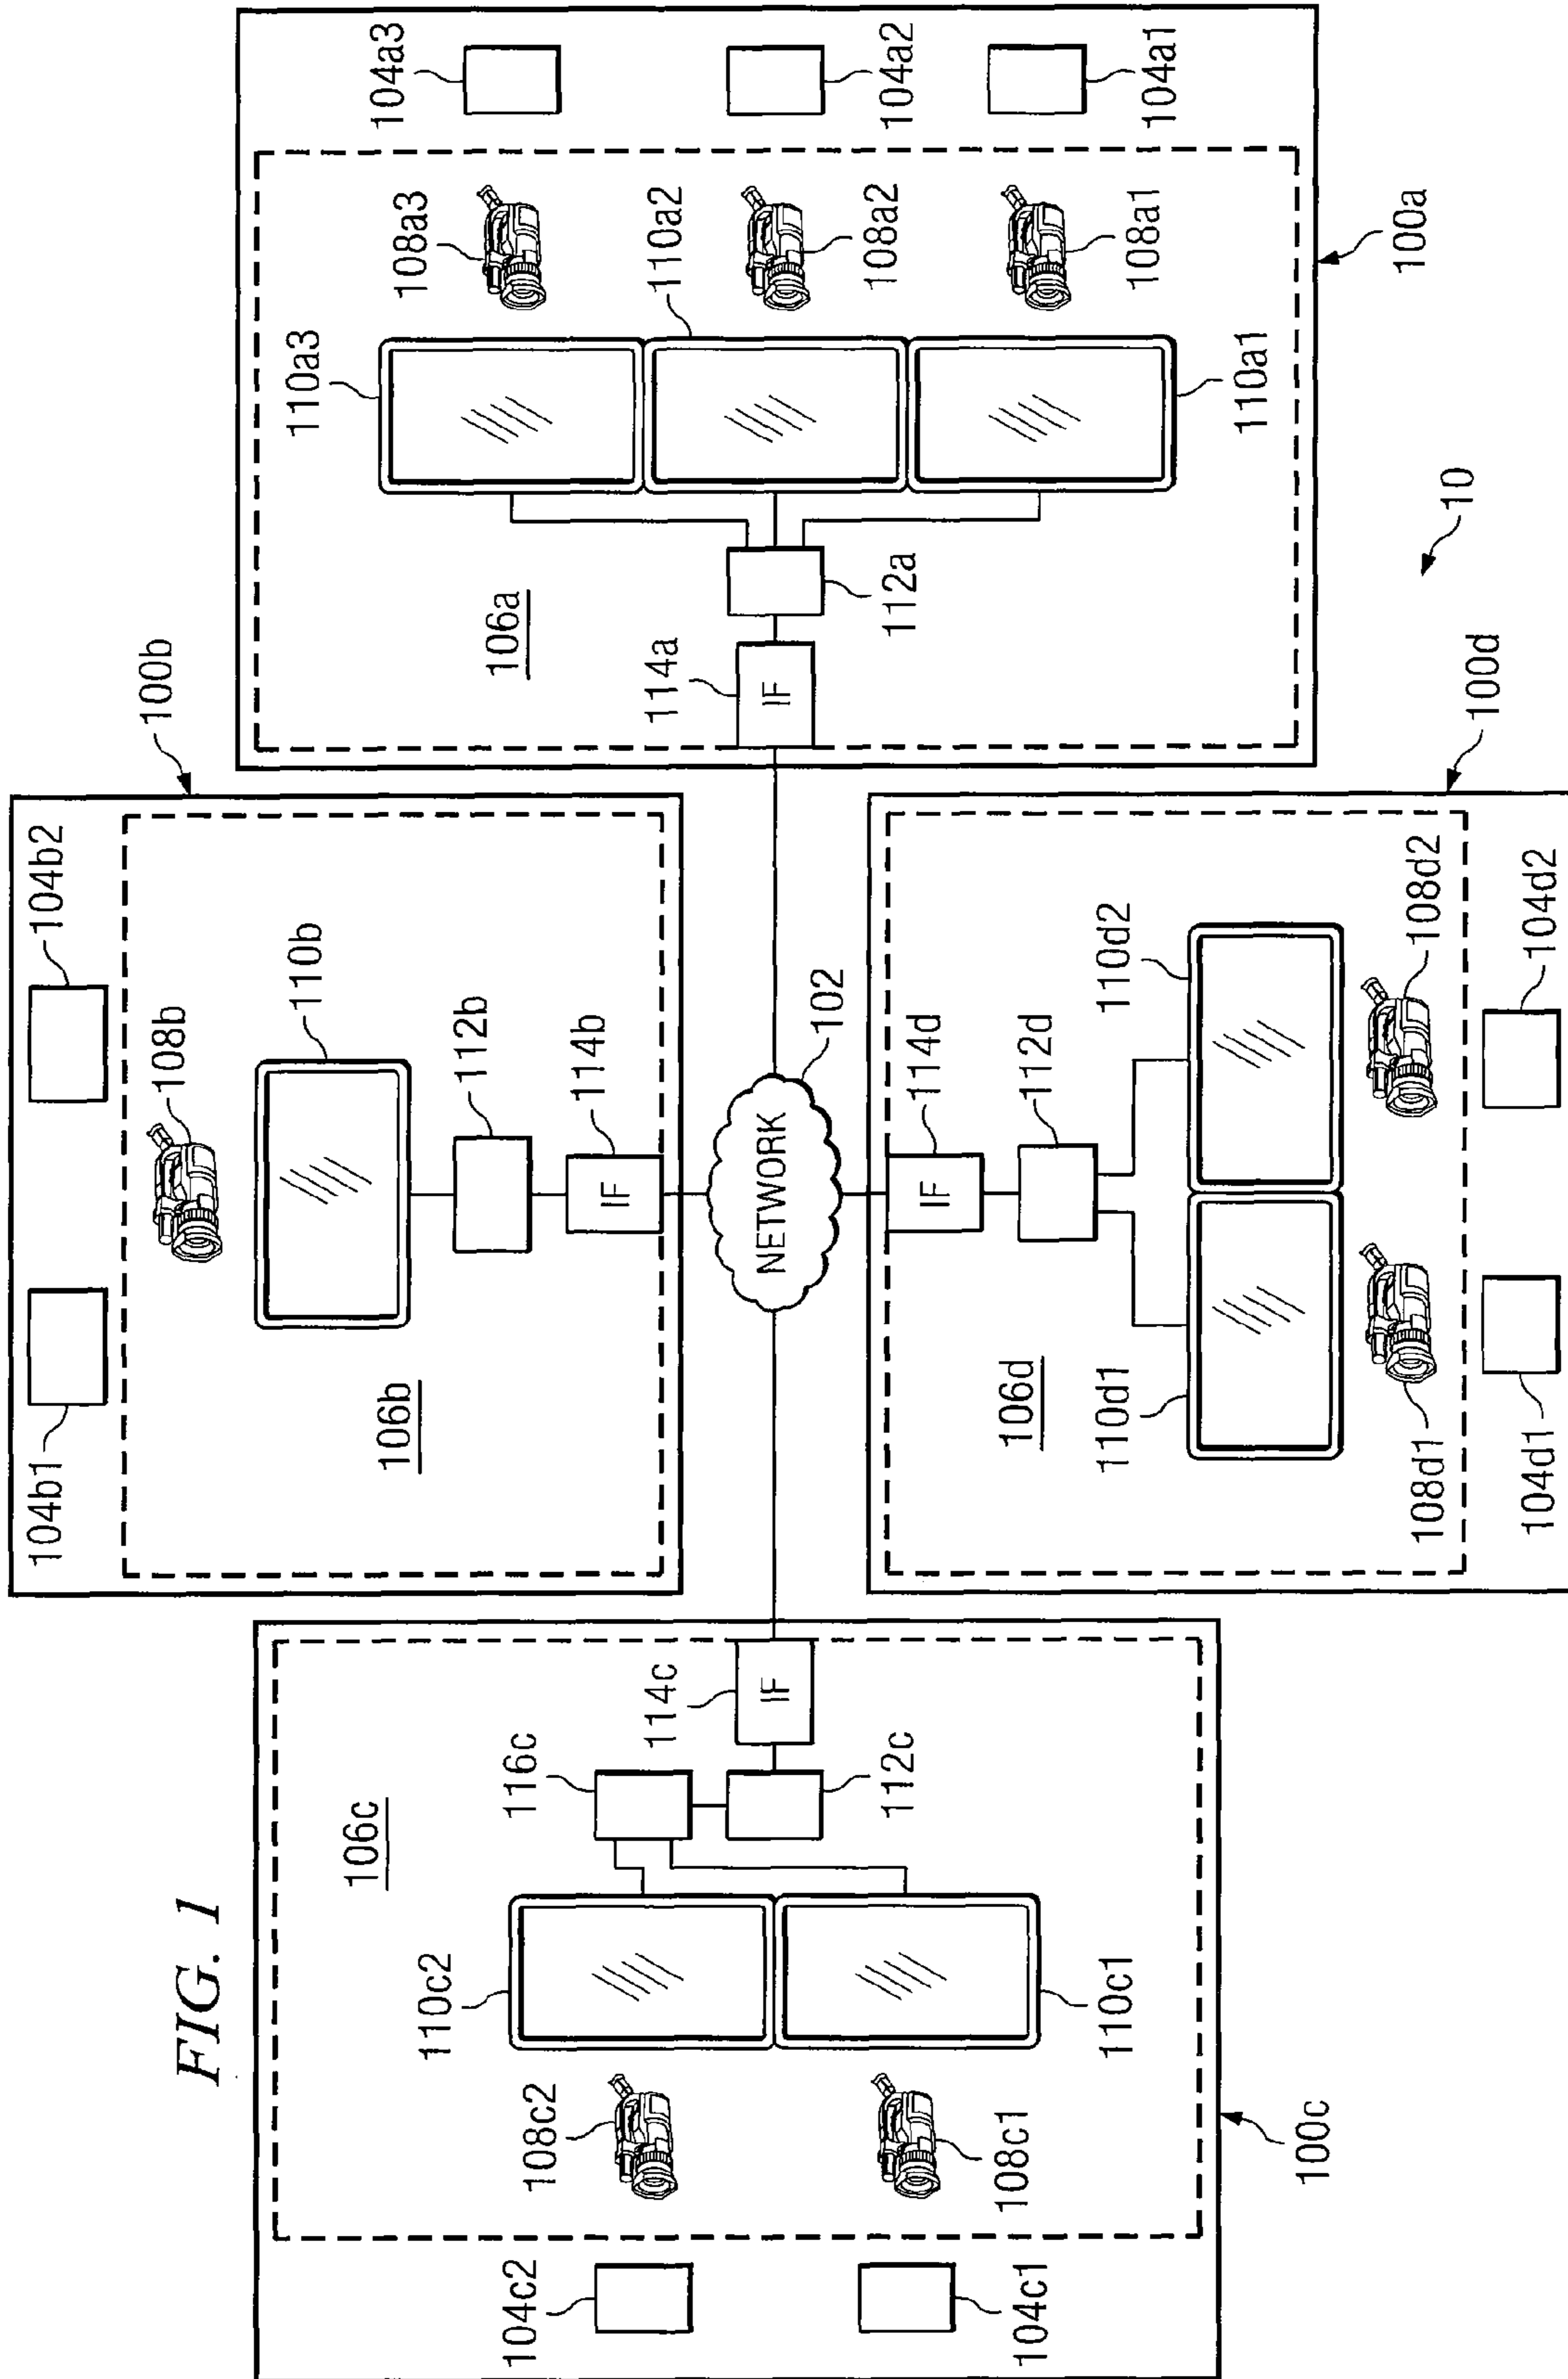 FIG. 1
100b
104b1
104b2
108b
110b
106b
112b
114b
IF
106c
116c
114c
IF
112c
110c2
110c1
108c2
108c1
104c2
104c1
100c
NETWORK
102
114a
IF
106a
112a
110a3
110a2
110a1
108a3
108a2
108a1
104a3
104a2
104a1
100a
114d
IF
112d
106d
110d1
110d2
108d1
108d2
104d1
104d2
100d
10